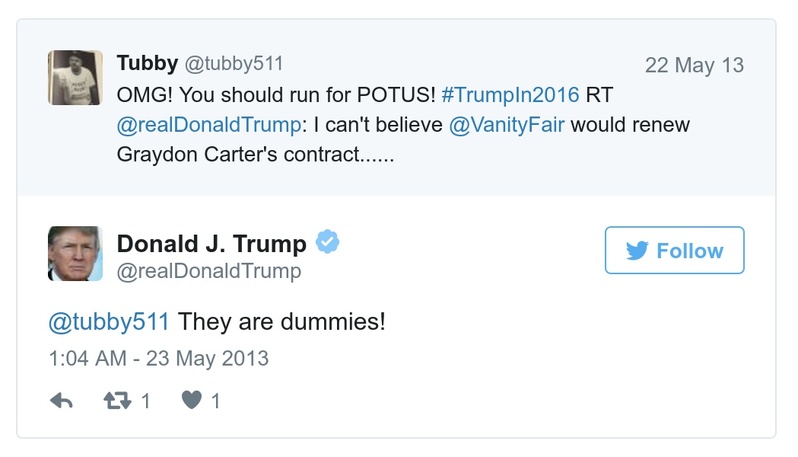 Tubby @tubby511 22 May 13
OMG! You should run for POTUS! #TrumpIn2016 RT
@realDonaldTrump: I can't believe @VanityFair would renew
Graydon Carter's contract......
Donald J. Trump
@realDonaldTrump
Follow
@tubby511 They are dummies!
1:04 AM - 23 May 2013
1 1